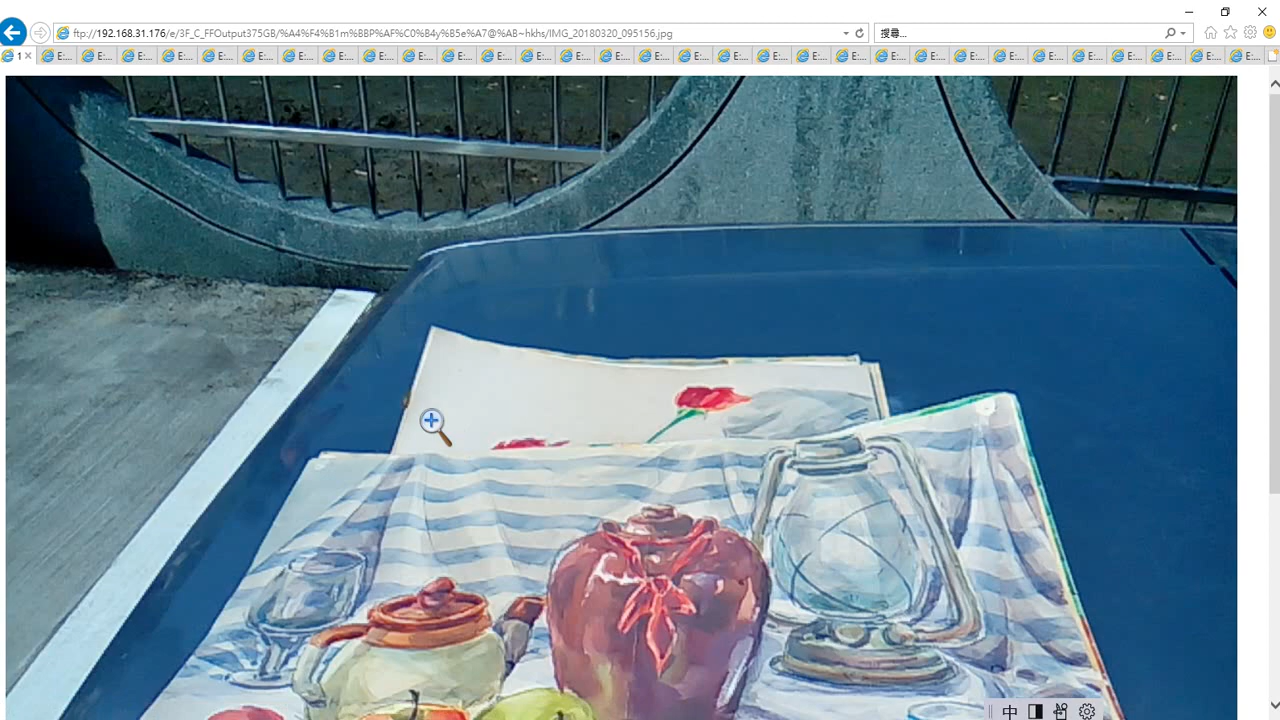 ftp://192.168.31.176/e/3F_C_FFOutput375GB/%A4%F4%B1m%BBP%AF%C0%B4y%B5e%A7@%AB~hkhs/IMG_20180320_095156.jpg
搜尋...
1 E:... E:... E:... E:... E:... E:... E:... E:... E:... E:... E:... E:... E:... E:... E:... E:... E:... E:... E:... E:... E:... E:... E:... E:... E:... E:... E:... E:... E:... E:... E:...
中